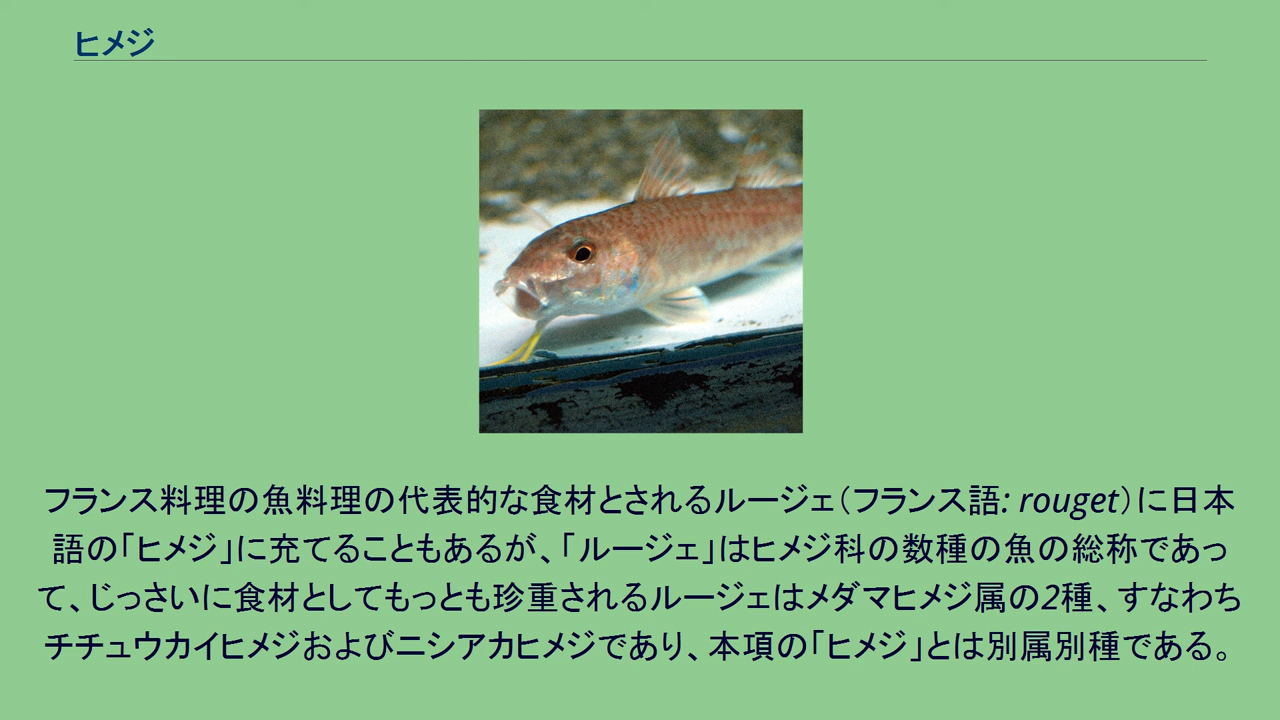 ヒメジ
フランス料理の魚料理の代表的な食材とされるルージェ（フランス語: rouget）に日本
語の「ヒメジ」に充てることもあるが、「ルージェ」はヒメジ科の数種の魚の総称であっ
て、じっさいに食材としてもっとも珍重されるルージェはメダマヒメジ属の2種、すなわち
チチュウカイヒメジおよびニシアカヒメジであり、本項の「ヒメジ」とは別属別種である。